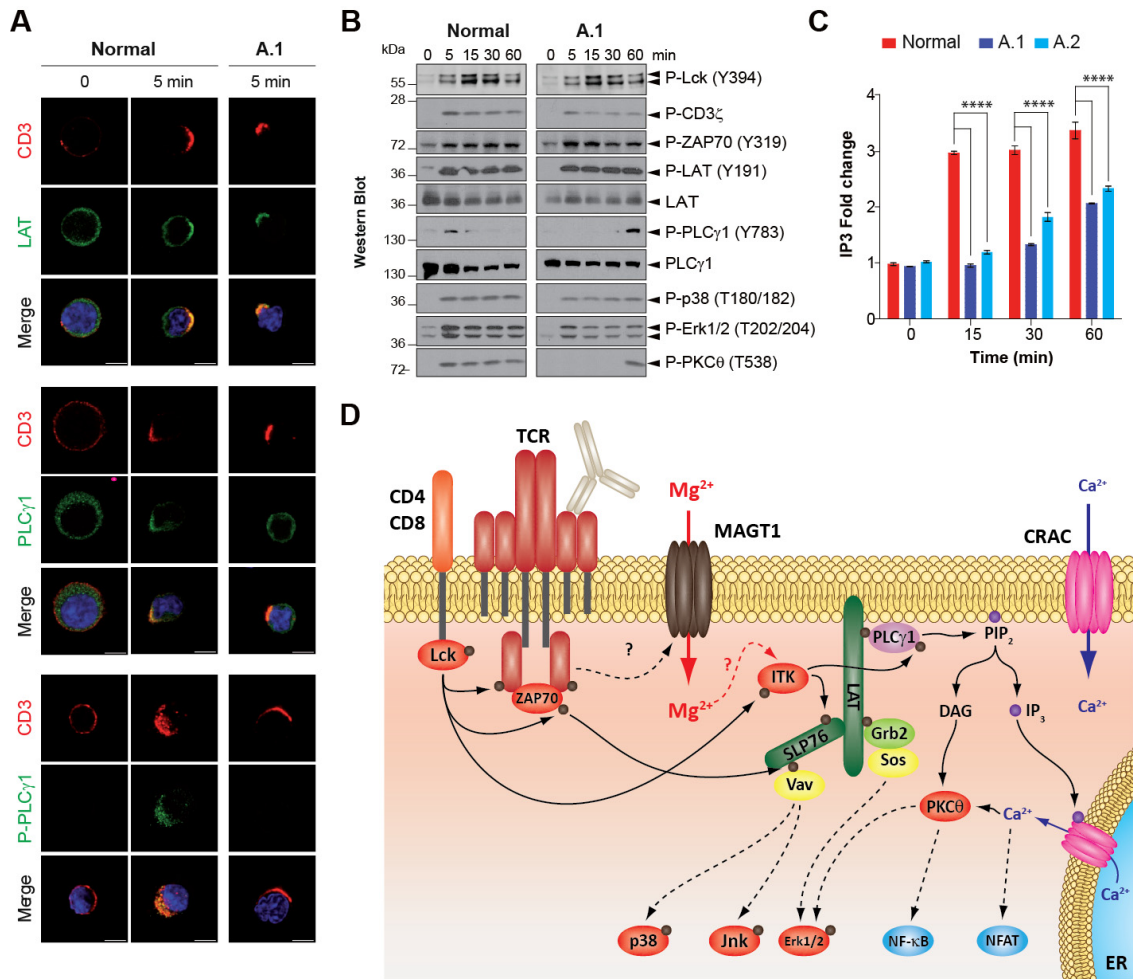 A
Normal
A.1
0
5 min
5 min
CD3
LAT
Merge
CD3
PLCγ1
Merge
CD3
P-PLCγ1
Merge
B
Normal
A.1
kDa
0 5 15 30 60
0 5 15 30 60 min
Western Blot
55
P-Lck (Y394)
28
P-CD3ζ
72
P-ZAP70 (Y319)
36
P-LAT (Y191)
36
LAT
130
P-PLCγ1 (Y783)
130
PLCγ1
36
P-p38 (T180/182)
36
P-Erk1/2 (T202/204)
72
P-PKCθ (T538)
C
Normal A.1 A.2
IP3 Fold change
4
3
2
1
0
****
****
****
0 15 30 60
Time (min)
D
TCR
CD4
CD8
Mg2+
MAGT1
Ca2+
CRAC
Lck
ZAP70
?
Mg2+
?
ITK
LAT
PLCγ1
PIP2
Ca2+
DAG
IP3
SLP76
Grb2
Sos
Vav
PKCθ
Ca2+
Ca2+
p38
Jnk
Erk1/2
NF-κB
NFAT
ER